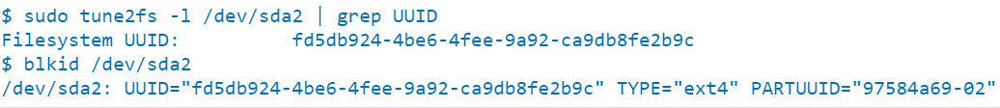 $ sudo tune2fs -l /dev/sda2 | grep UUID
Filesystem UUID:          fd5db924-4be6-4fee-9a92-ca9db8fe2b9c
$ blkid /dev/sda2
/dev/sda2: UUID="fd5db924-4be6-4fee-9a92-ca9db8fe2b9c" TYPE="ext4" PARTUUID="97584a69-02"